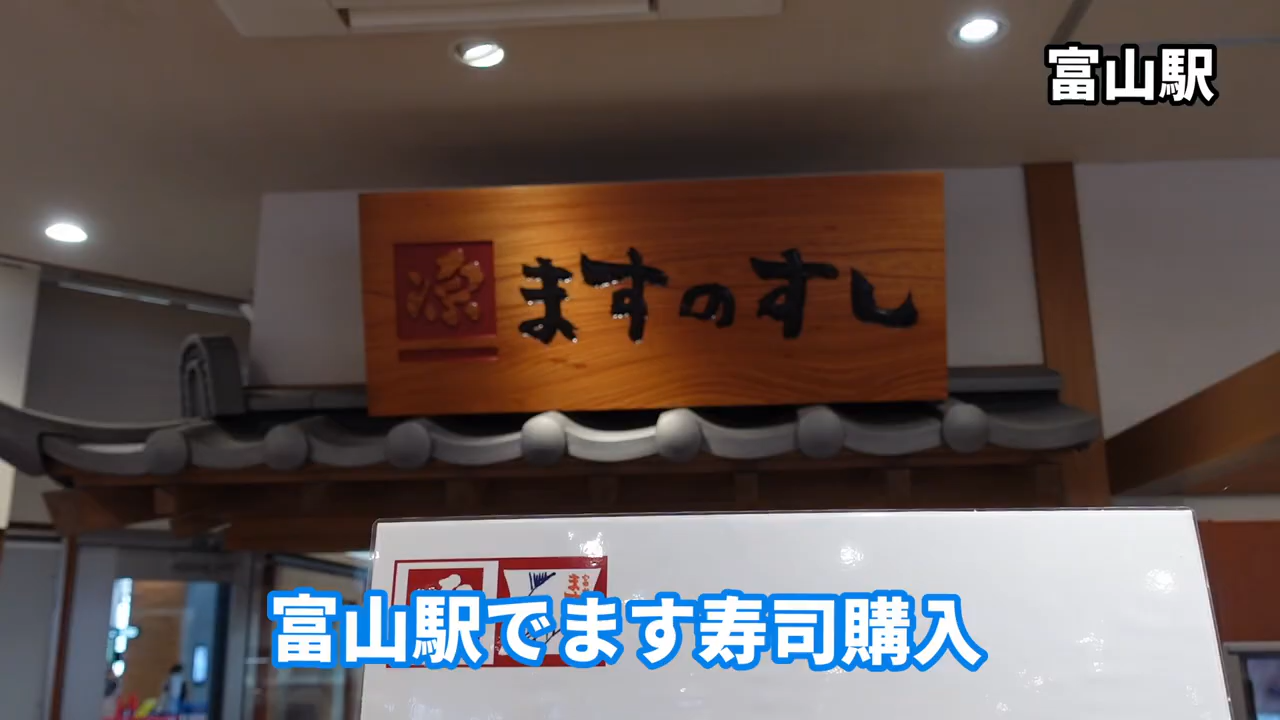 富山駅
源 ますのすし
富山駅でます寿司購入